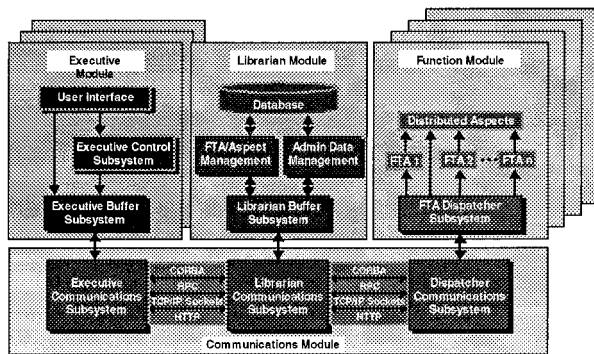 Executive
Module
User Interface
Executive Control
Subsystem
Executive Buffer
Subsystem
Librarian Module
Database
FTA/Aspect
Management
Admin Data
Management
Librarian Buffer
Subsystem
Function Module
Distributed Aspects
FTA 1
FTA 2
FTA n
FTA Dispatcher
Subsystem
Executive
Communications
Subsystem
CORBA
RPC
TCP/IP Sockets
HTTP
Librarian
Communications
Subsystem
CORBA
RPC
TCP/IP Sockets
HTTP
Dispatcher
Communications
Subsystem
Communications Module